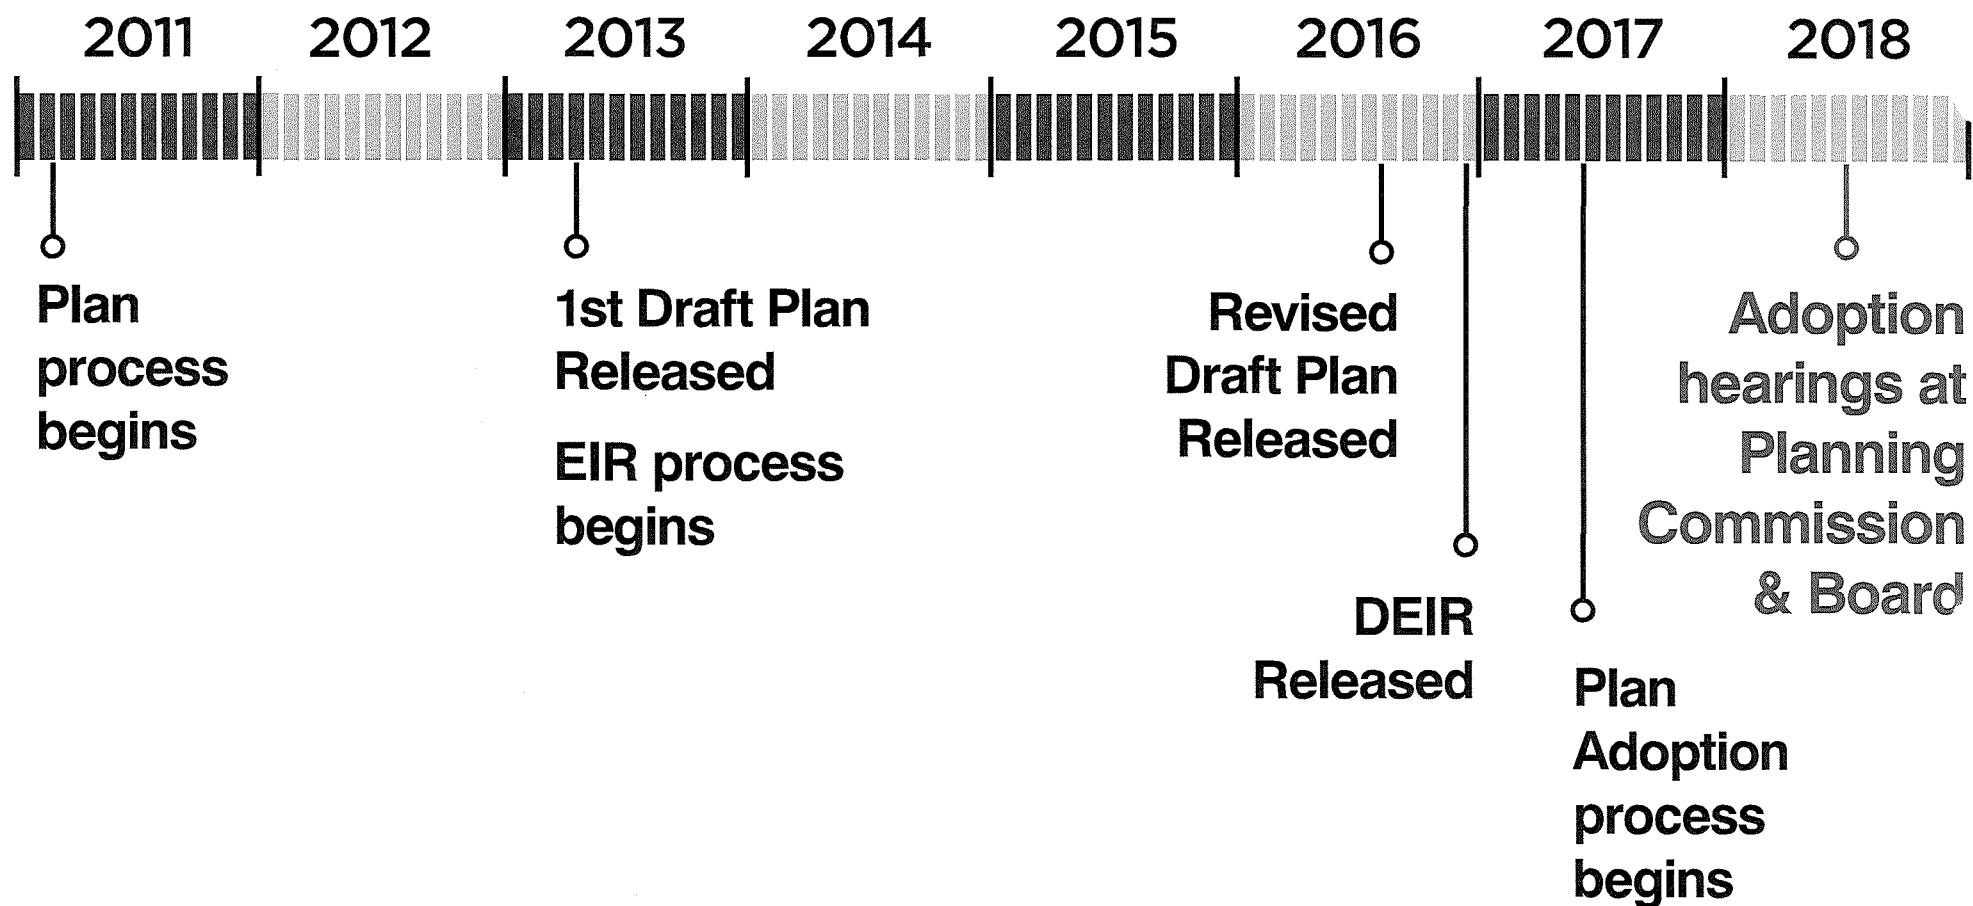 2011 2012 2013 2014 2015 2016 2017 2018
Plan
process
begins
1st Draft Plan
Released
EIR process
begins
Revised
Draft Plan
Released
DEIR
Released
Plan
Adoption
process
begins
Adoption
hearings at
Planning
Commission
& Board